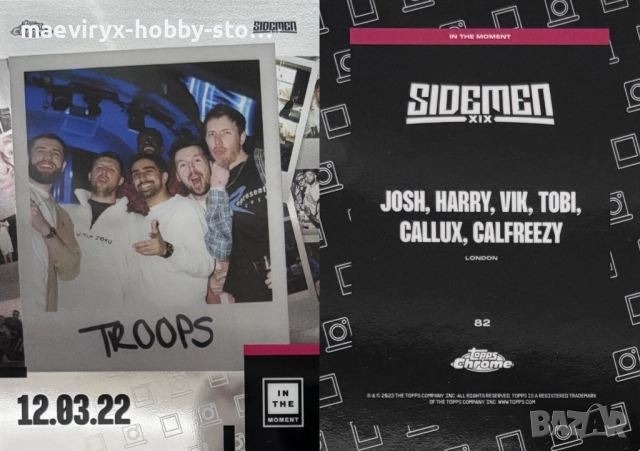 Topps Chrome
SIDEMEN
maeviryx-hobby-sto...
TROOPS
12.03.22
IN
THE
MOMENT
IN THE MOMENT
SIDEMEN
XIX
JOSH, HARRY, VIK, TOBI,
CALLUX, CALFREEZY
LONDON
82
Topps
Chrome
® & © 2023 THE TOPPS COMPANY, INC. ALL RIGHTS RESERVED. TOPPS IS A REGISTERED TRADEMARK
OF THE TOPPS COMPANY, INC. WWW.TOPPS.COM
BAZAR